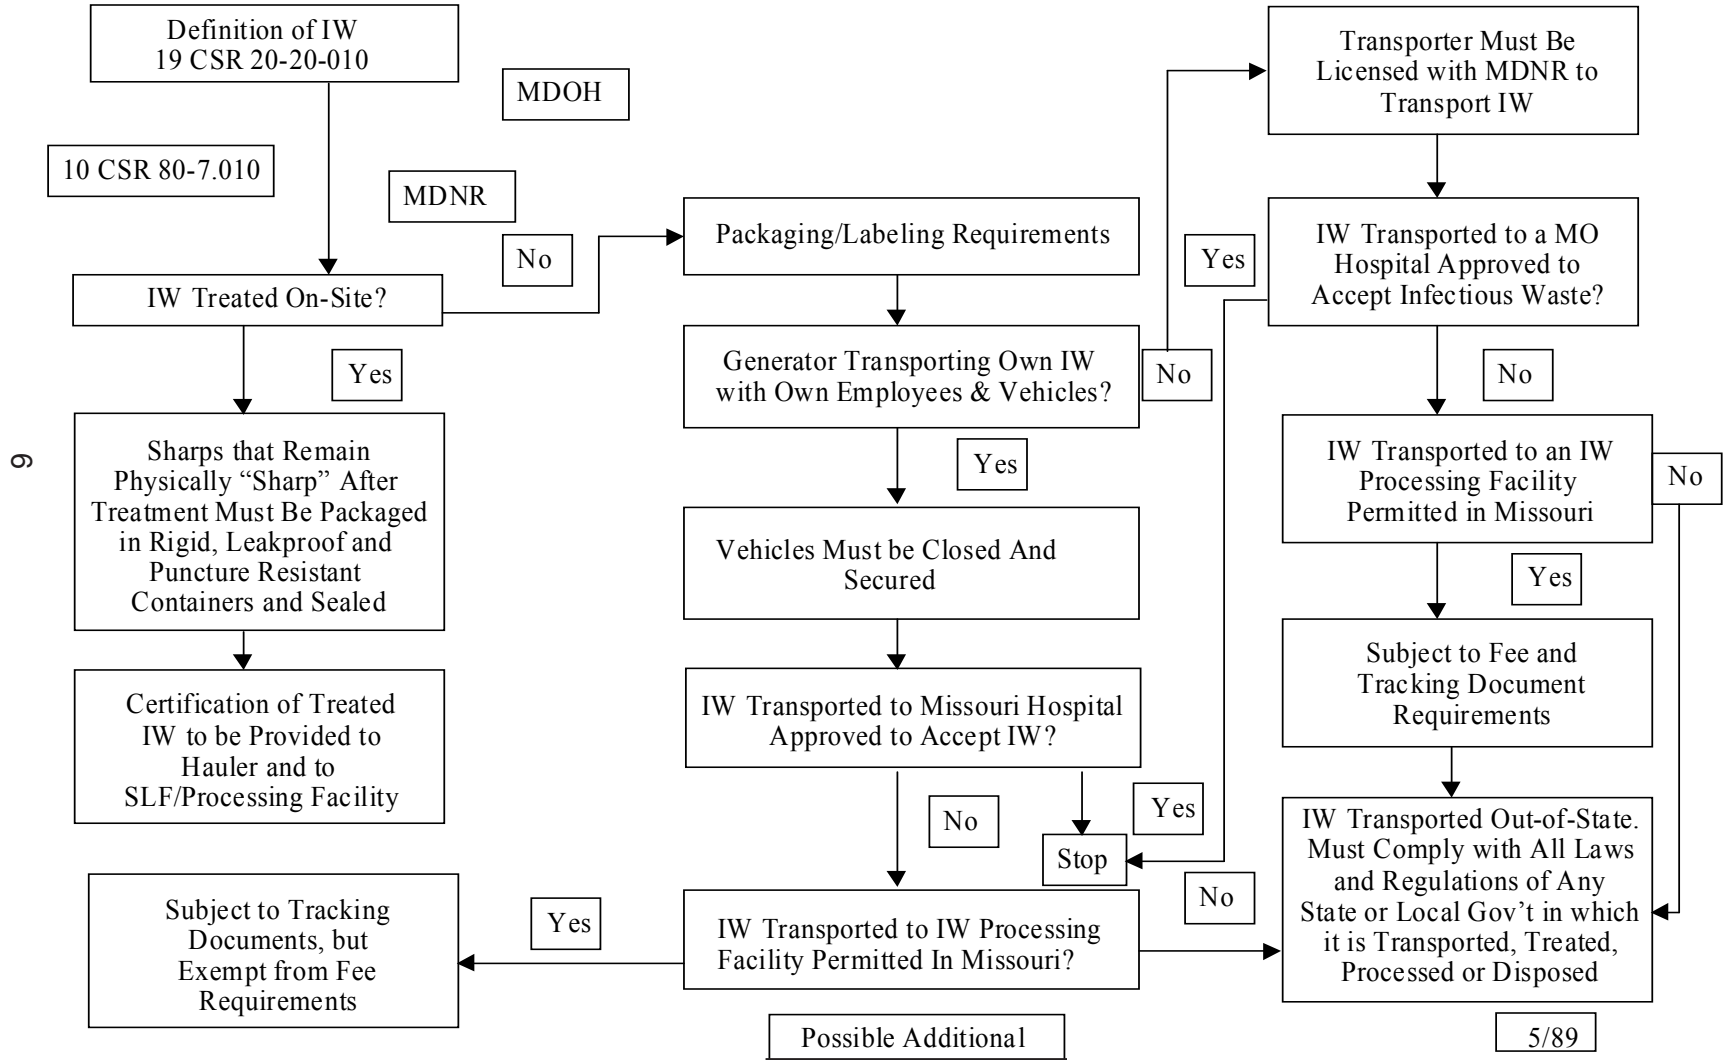 Definition of IW
19 CSR 20-20-010
MDOH
10 CSR 80-7.010
MDNR
IW Treated On-Site?
No
Yes
Sharps that Remain
Physically “Sharp” After
Treatment Must Be Packaged
in Rigid, Leakproof and
Puncture Resistant
Containers and Sealed
Certification of Treated
IW to be Provided to
Hauler and to
SLF/Processing Facility
Packaging/Labeling Requirements
Generator Transporting Own IW
with Own Employees & Vehicles?
No
Yes
Vehicles Must be Closed And
Secured
IW Transported to Missouri Hospital
Approved to Accept IW?
No
Yes
Stop
IW Transported to IW Processing
Facility Permitted In Missouri?
Yes
No
Subject to Tracking
Documents, but
Exempt from Fee
Requirements
Transporter Must Be
Licensed with MDNR to
Transport IW
IW Transported to a MO
Hospital Approved to
Accept Infectious Waste?
Yes
No
IW Transported to an IW
Processing Facility
Permitted in Missouri
No
Yes
Subject to Fee and
Tracking Document
Requirements
IW Transported Out-of-State.
Must Comply with All Laws
and Regulations of Any
State or Local Gov’t in which
it is Transported, Treated,
Processed or Disposed
Possible Additional
5/89
9